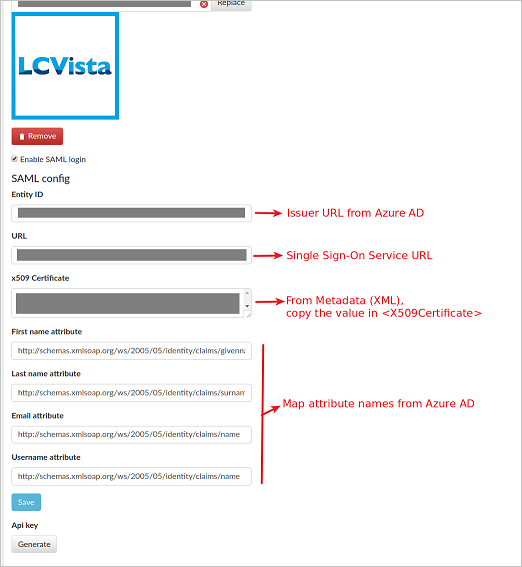 Replace
LCVista
Remove
Enable SAML login
SAML config
Entity ID
Issuer URL from Azure AD
URL
Single Sign-On Service URL
x509 Certificate
From Metadata (XML),
copy the value in <X509Certificate>
First name attribute
http://schemas.xmlsoap.org/ws/2005/05/identity/claims/givenna
Last name attribute
http://schemas.xmlsoap.org/ws/2005/05/identity/claims/surnam
Map attribute names from Azure AD
Email attribute
http://schemas.xmlsoap.org/ws/2005/05/identity/claims/name
Username attribute
http://schemas.xmlsoap.org/ws/2005/05/identity/claims/name
Save
Api key
Generate